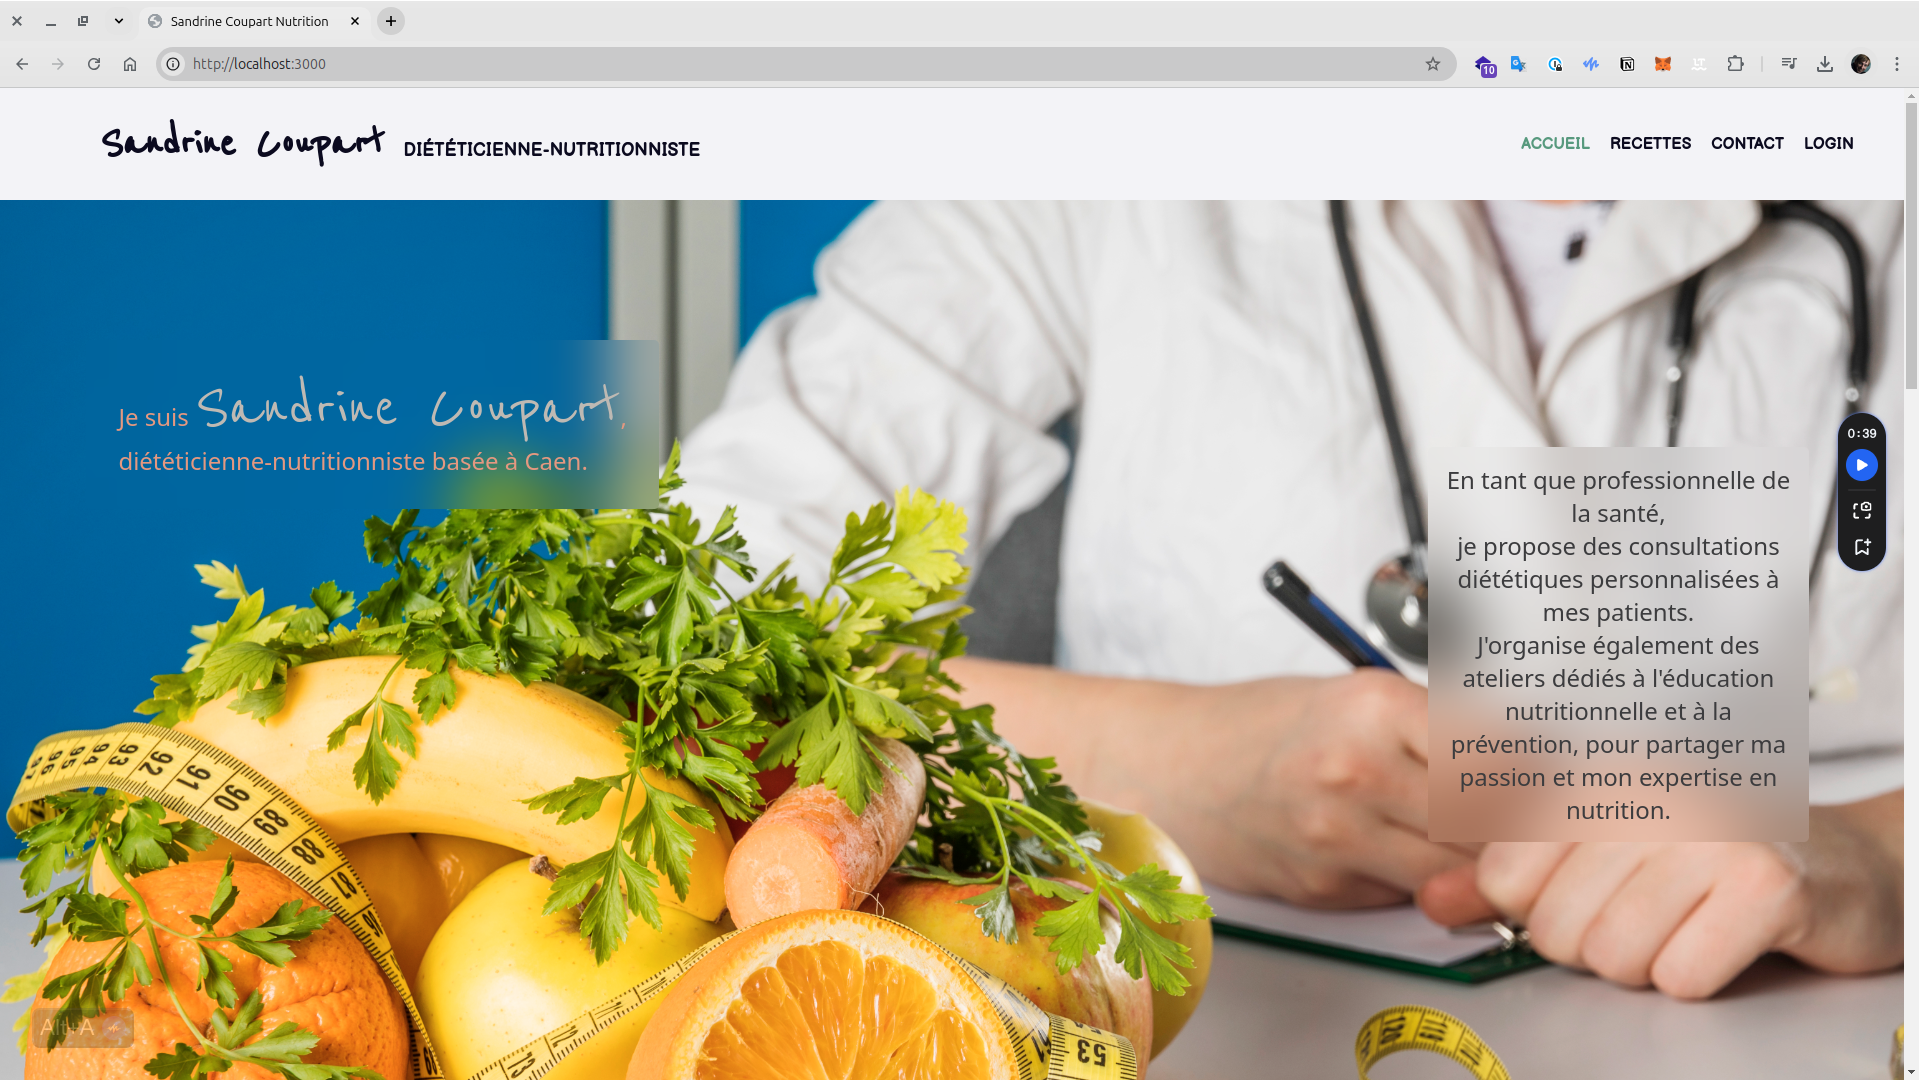 Sandrine Coupart Nutrition
http://localhost:3000
10
Sandrine Coupart DIÉTÉTICIENNE-NUTRITIONNISTE
ACCUEIL RECETTES CONTACT LOGIN
Je suis Sandrine Coupart,
diététicienne-nutritionniste basée à Caen.
0:39
En tant que professionnelle de
la santé,
je propose des consultations
diététiques personnalisées à
mes patients.
J'organise également des
ateliers dédiés à l'éducation
nutritionnelle et à la
prévention, pour partager ma
passion et mon expertise en
nutrition.
96 95 94 93 92 91 90 89 88 87
53